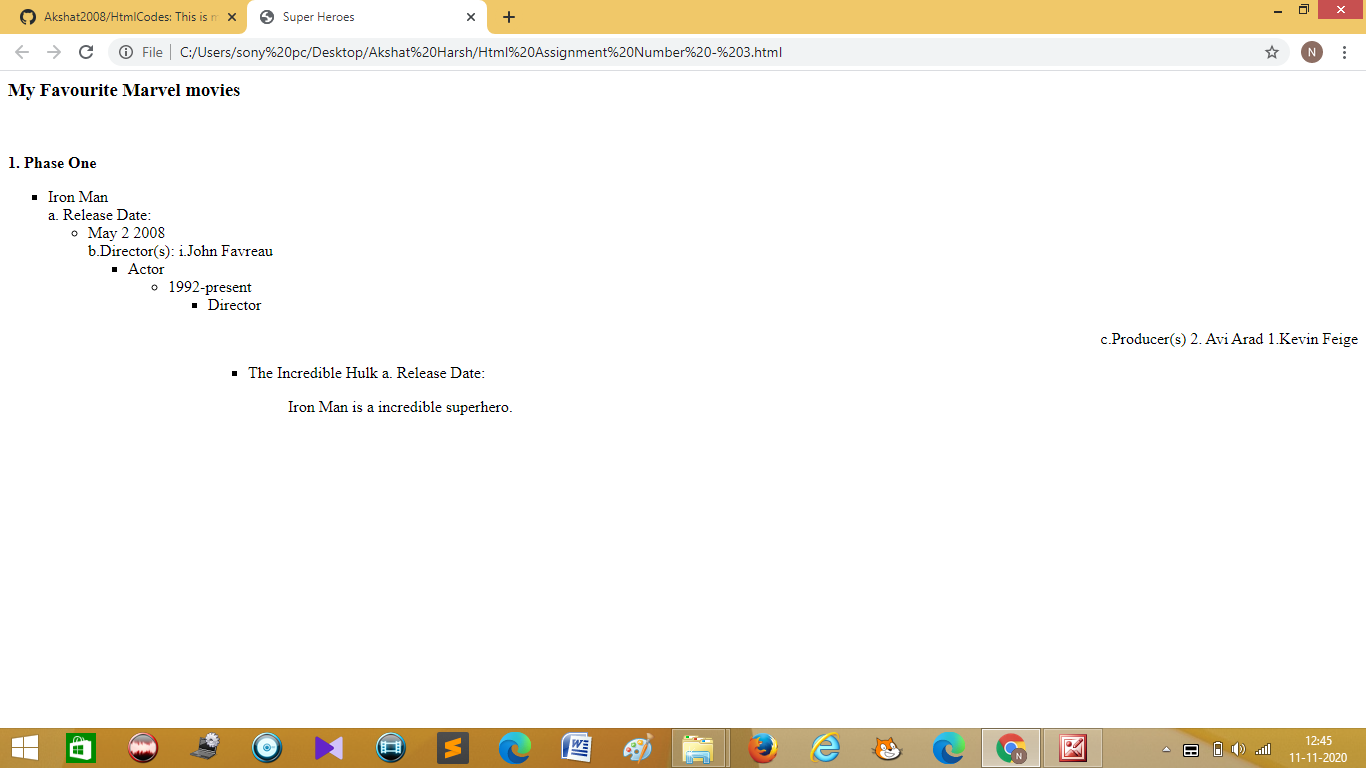 Akshat2008/HtmlCodes: This is m
Super Heroes
File
C:/Users/sony%20pc/Desktop/Akshat%20Harsh/Html%20Assignment%20Number%20-%203.html
N
My Favourite Marvel movies
1. Phase One
Iron Man
a. Release Date:
May 2 2008
b.Director(s): i.John Favreau
Actor
1992-present
Director
c.Producer(s) 2. Avi Arad 1.Kevin Feige
The Incredible Hulk a. Release Date:
Iron Man is a incredible superhero.
N
12:45
11-11-2020